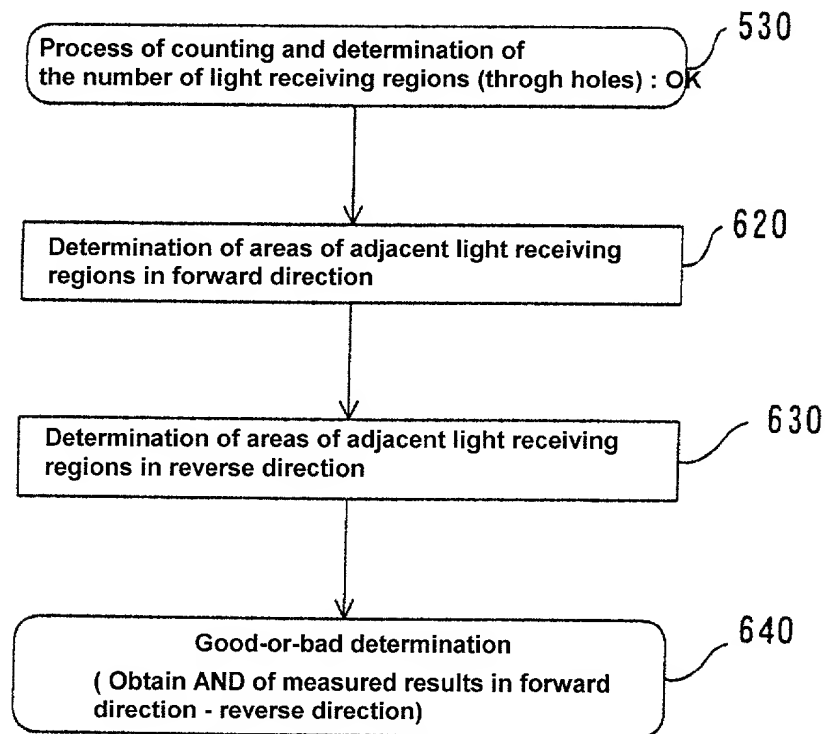 530
Process of counting and determination of
the number of light receiving regions (throgh holes) : OK
620
Determination of areas of adjacent light receiving
regions in forward direction
630
Determination of areas of adjacent light receiving
regions in reverse direction
640
Good-or-bad determination
( Obtain AND of measured results in forward
direction - reverse direction)